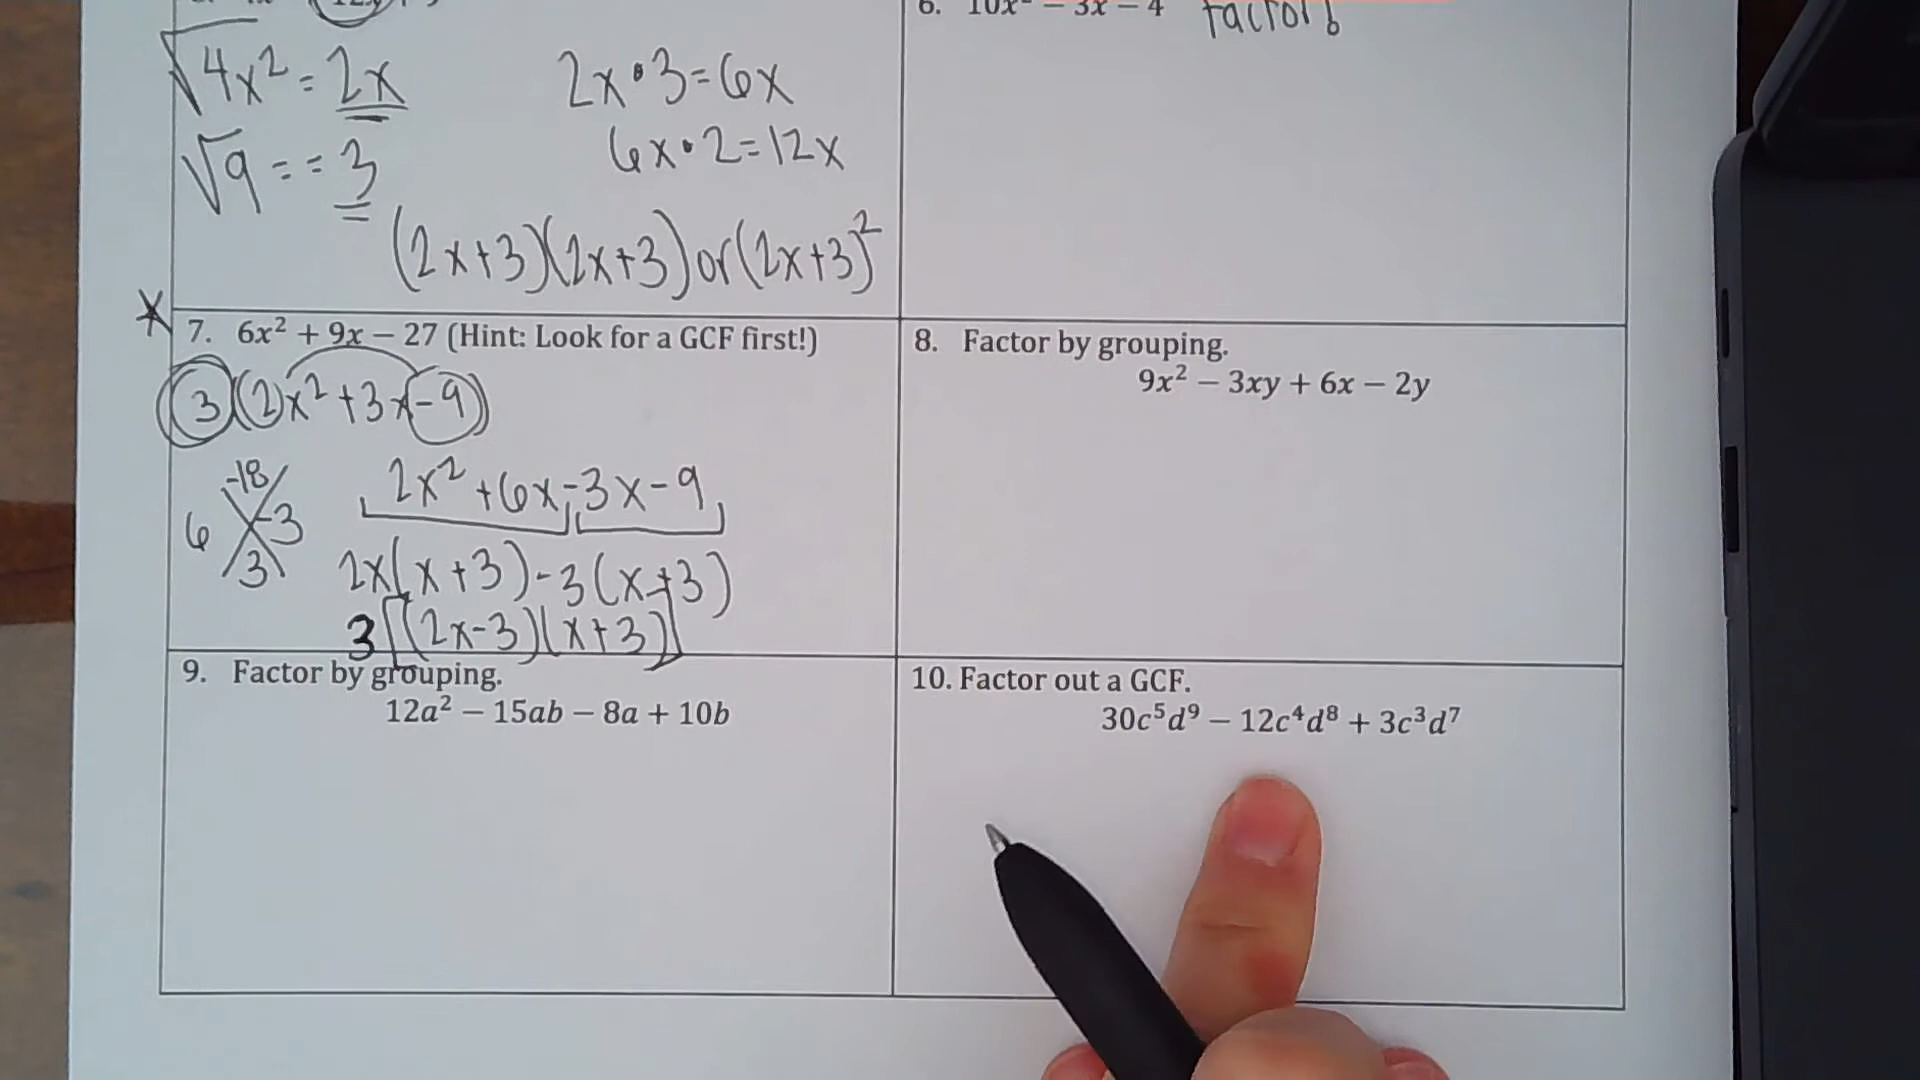 6. 10x² − 3x − 4 factor!
√4x² = 2x
2x • 3 = 6x
√9 = = 3
6x • 2 = 12x
(2x+3)(2x+3) or (2x+3)²
7. 6x² + 9x − 27 (Hint: Look for a GCF first!)
3(2x² + 3x − 9)
-18
6 -3
3
2x² + 6x - 3x - 9
2x(x+3) - 3(x+3)
3[(2x-3)(x+3)]
8. Factor by grouping.
9x² − 3xy + 6x − 2y
9. Factor by grouping.
12a² − 15ab − 8a + 10b
10. Factor out a GCF.
30c⁵d⁹ − 12c⁴d⁸ + 3c³d⁷